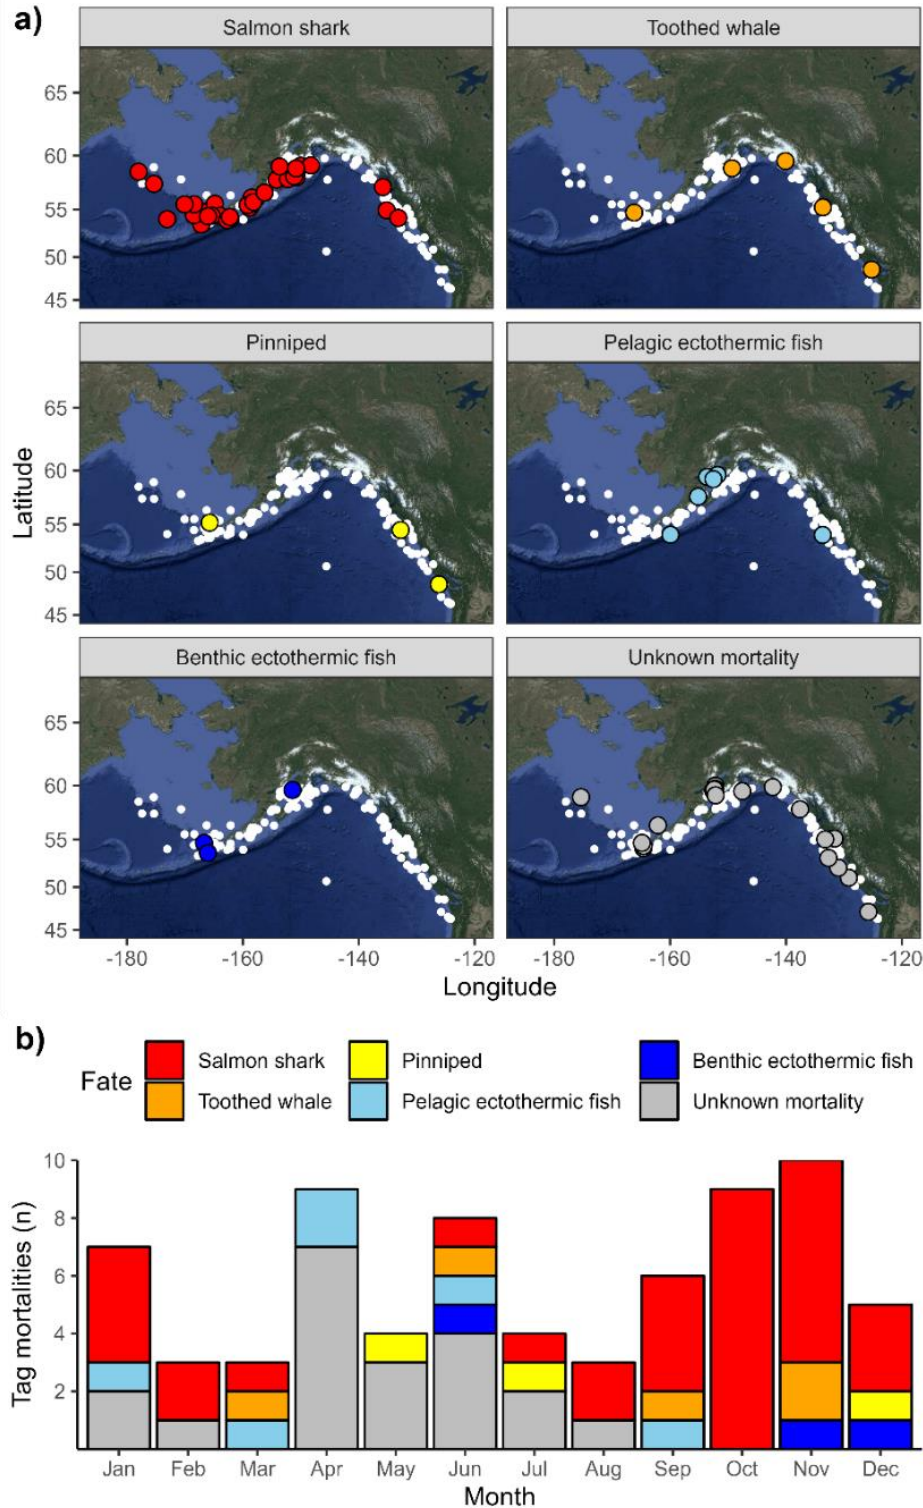 a)
Salmon shark
Toothed whale
65
60
55
50
45
Pinniped
Pelagic ectothermic fish
65
60
55
50
45
Latitude
Benthic ectothermic fish
Unknown mortality
65
60
55
50
45
-180 -160 -140 -120 -180 -160 -140 -120
Longitude
b)
Fate
Salmon shark
Pinniped
Benthic ectothermic fish
Toothed whale
Pelagic ectothermic fish
Unknown mortality
Tag mortalities (n)
10
8
6
4
2
Jan Feb Mar Apr May Jun Jul Aug Sep Oct Nov Dec
Month